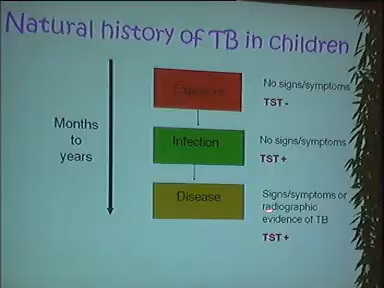 Natural history of TB in children
Months
to
years
Exposure
No signs/symptoms
TST -
Infection
No signs/symptoms
TST +
Disease
Signs/symptoms or
radiographic
evidence of TB
TST +